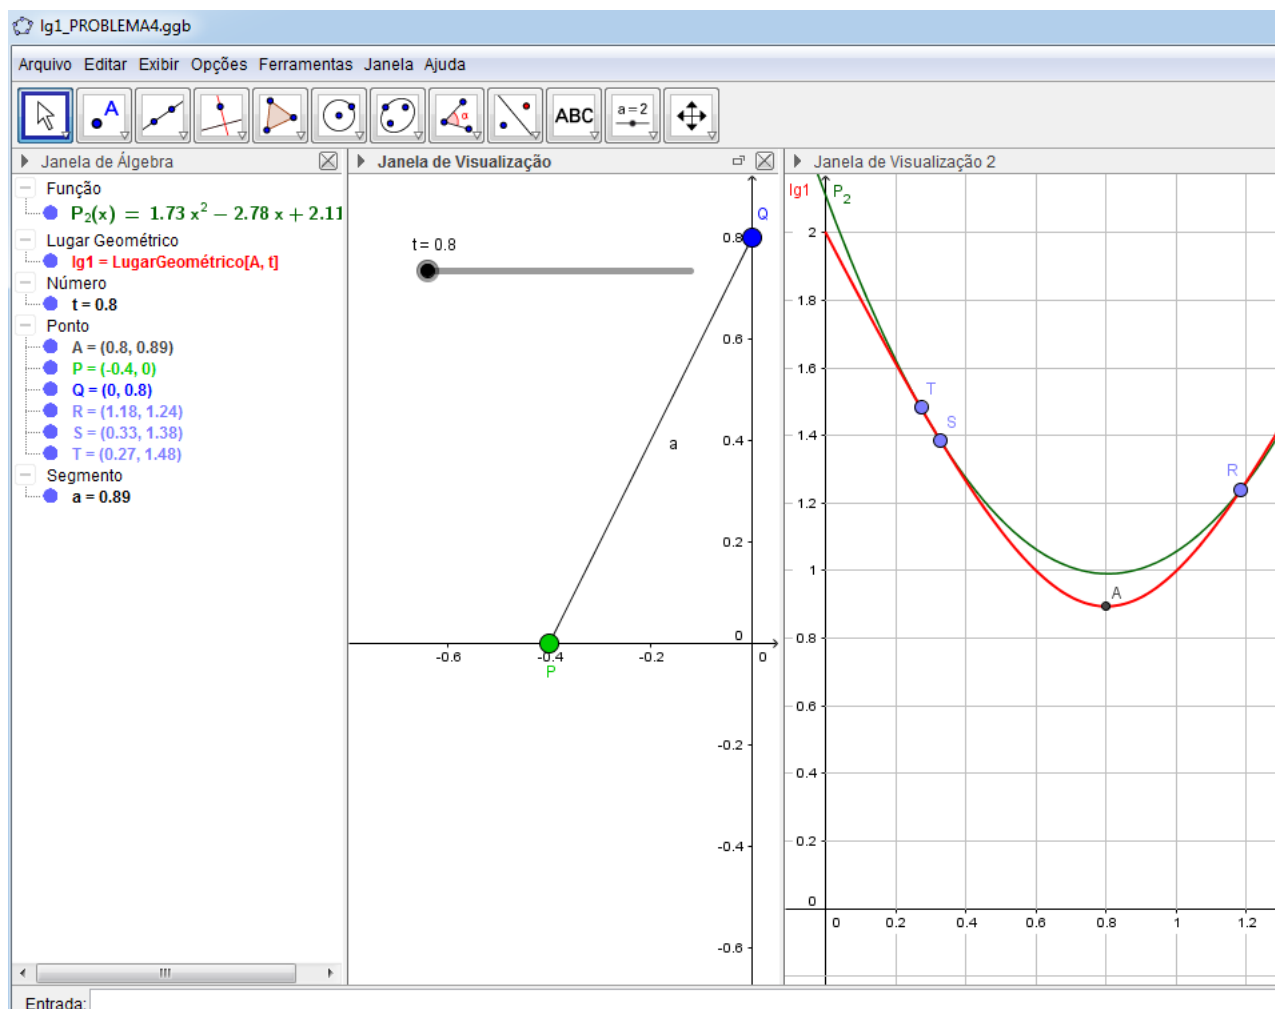 lg1_PROBLEMA4.ggb
Arquivo Editar Exibir Opções Ferramentas Janela Ajuda
A
α
ABC
a=2
Janela de Álgebra
Função
P₂(x) = 1.73 x² − 2.78 x + 2.11
Lugar Geométrico
lg1 = LugarGeométrico[A, t]
Número
t = 0.8
Ponto
A = (0.8, 0.89)
P = (-0.4, 0)
Q = (0, 0.8)
R = (1.18, 1.24)
S = (0.33, 1.38)
T = (0.27, 1.48)
Segmento
a = 0.89
Janela de Visualização
Q
t = 0.8
0.8
0.6
a
0.4
0.2
0
-0.6 -0.4 -0.2 0
P
-0.2
-0.4
-0.6
Janela de Visualização 2
lg1 P₂
2
1.8
1.6
T
S
1.4
R
1.2
1
A
0.8
0.6
0.4
0.2
0
0 0.2 0.4 0.6 0.8 1 1.2
Entrada: